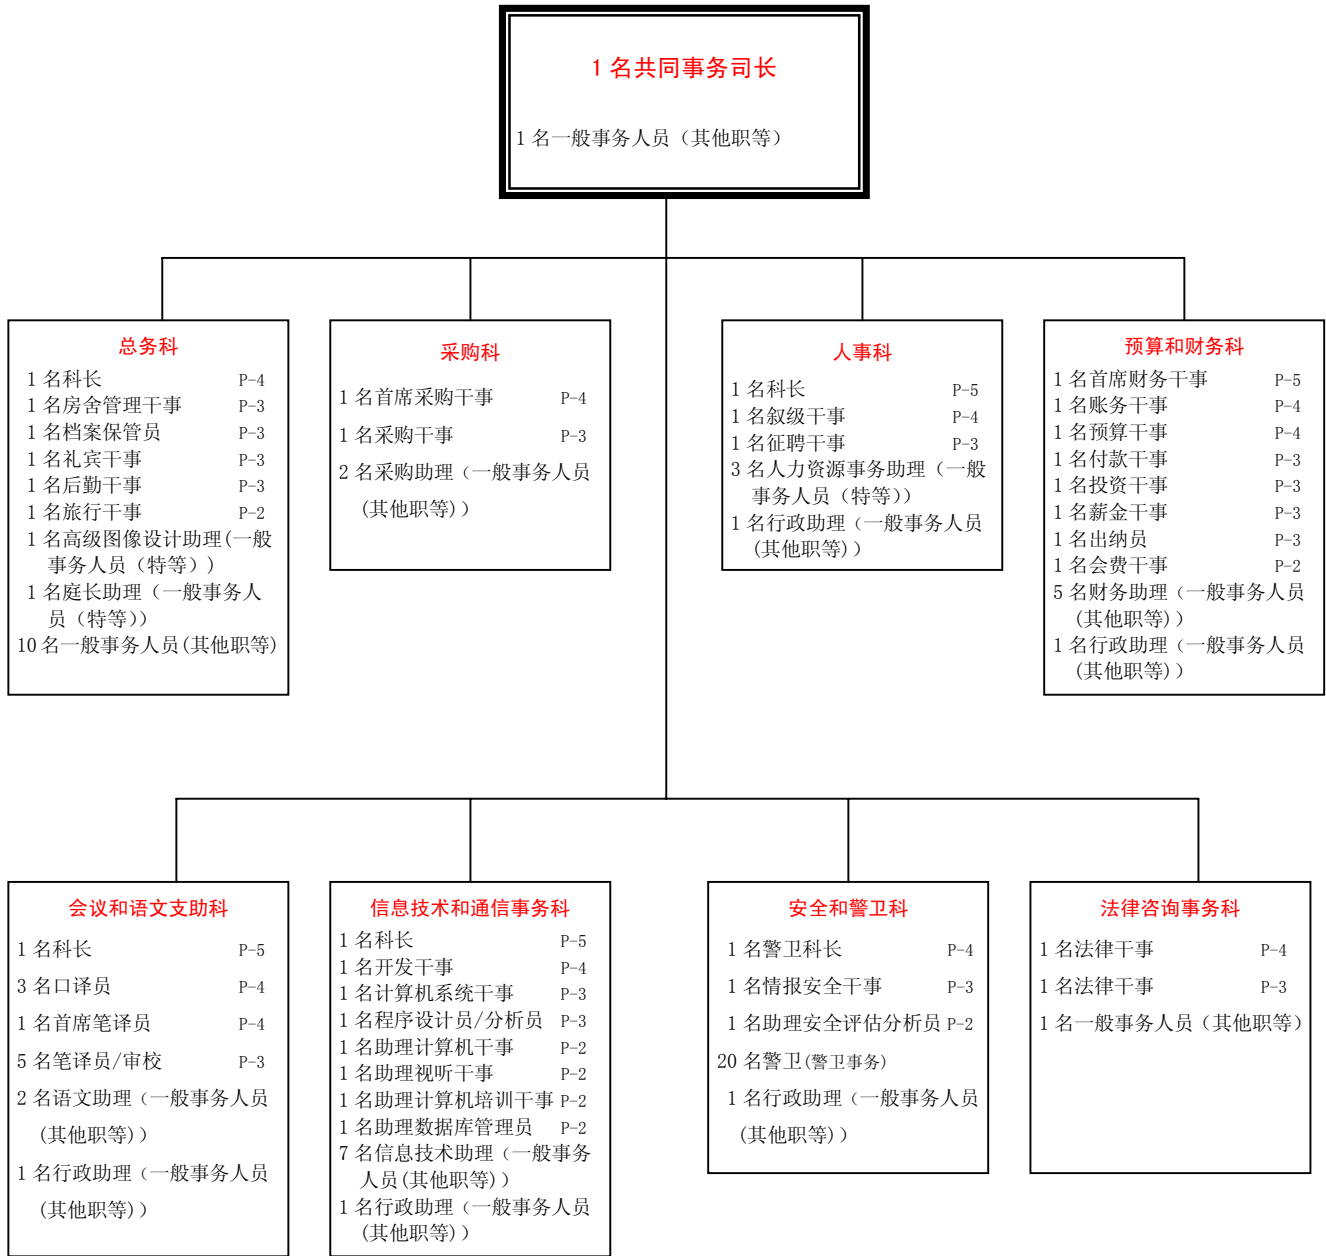 1 名共同事务司长
1 名一般事务人员（其他职等）
总务科
1 名科长 P-4
1 名房舍管理干事 P-3
1 名档案保管员 P-3
1 名礼宾干事 P-3
1 名后勤干事 P-3
1 名旅行干事 P-2
1 名高级图像设计助理(一般
事务人员（特等）)
1 名庭长助理（一般事务人
员（特等））
10 名一般事务人员(其他职等)
采购科
1 名首席采购干事 P-4
1 名采购干事 P-3
2 名采购助理（一般事务人员
(其他职等)）
人事科
1 名科长 P-5
1 名叙级干事 P-4
1 名征聘干事 P-3
3 名人力资源事务助理（一般
事务人员（特等））
1 名行政助理（一般事务人员
(其他职等)）
预算和财务科
1 名首席财务干事 P-5
1 名账务干事 P-4
1 名预算干事 P-4
1 名付款干事 P-3
1 名投资干事 P-3
1 名薪金干事 P-3
1 名出纳员 P-3
1 名会费干事 P-2
5 名财务助理（一般事务人员
(其他职等)）
1 名行政助理（一般事务人员
(其他职等)）
会议和语文支助科
1 名科长 P-5
3 名口译员 P-4
1 名首席笔译员 P-4
5 名笔译员/审校 P-3
2 名语文助理（一般事务人员
(其他职等)）
1 名行政助理（一般事务人员
(其他职等)）
信息技术和通信事务科
1 名科长 P-5
1 名开发干事 P-4
1 名计算机系统干事 P-3
1 名程序设计员/分析员 P-3
1 名助理计算机干事 P-2
1 名助理视听干事 P-2
1 名助理计算机培训干事 P-2
1 名助理数据库管理员 P-2
7 名信息技术助理（一般事务
人员(其他职等)）
1 名行政助理（一般事务人员
(其他职等)）
安全和警卫科
1 名警卫科长 P-4
1 名情报安全干事 P-3
1 名助理安全评估分析员 P-2
20 名警卫(警卫事务)
1 名行政助理（一般事务人员
(其他职等)）
法律咨询事务科
1 名法律干事 P-4
1 名法律干事 P-3
1 名一般事务人员（其他职等）